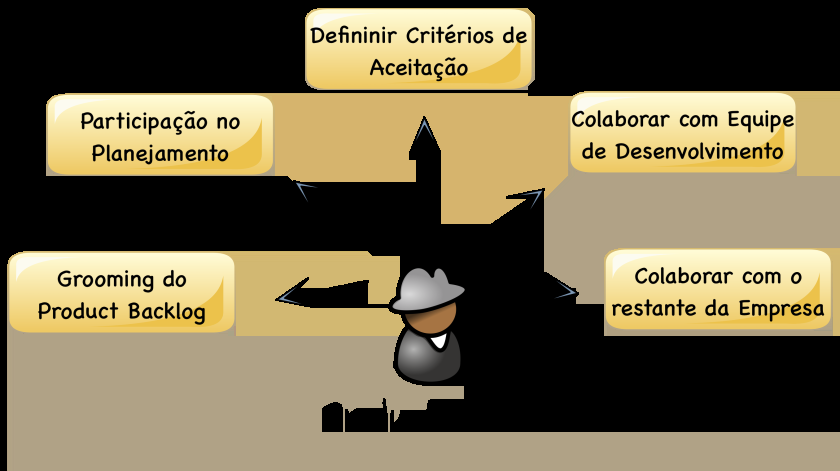 Defininir Critérios de
Aceitação
Participação no
Planejamento
Colaborar com Equipe
de Desenvolvimento
Grooming do
Product Backlog
Colaborar com o
restante da Empresa